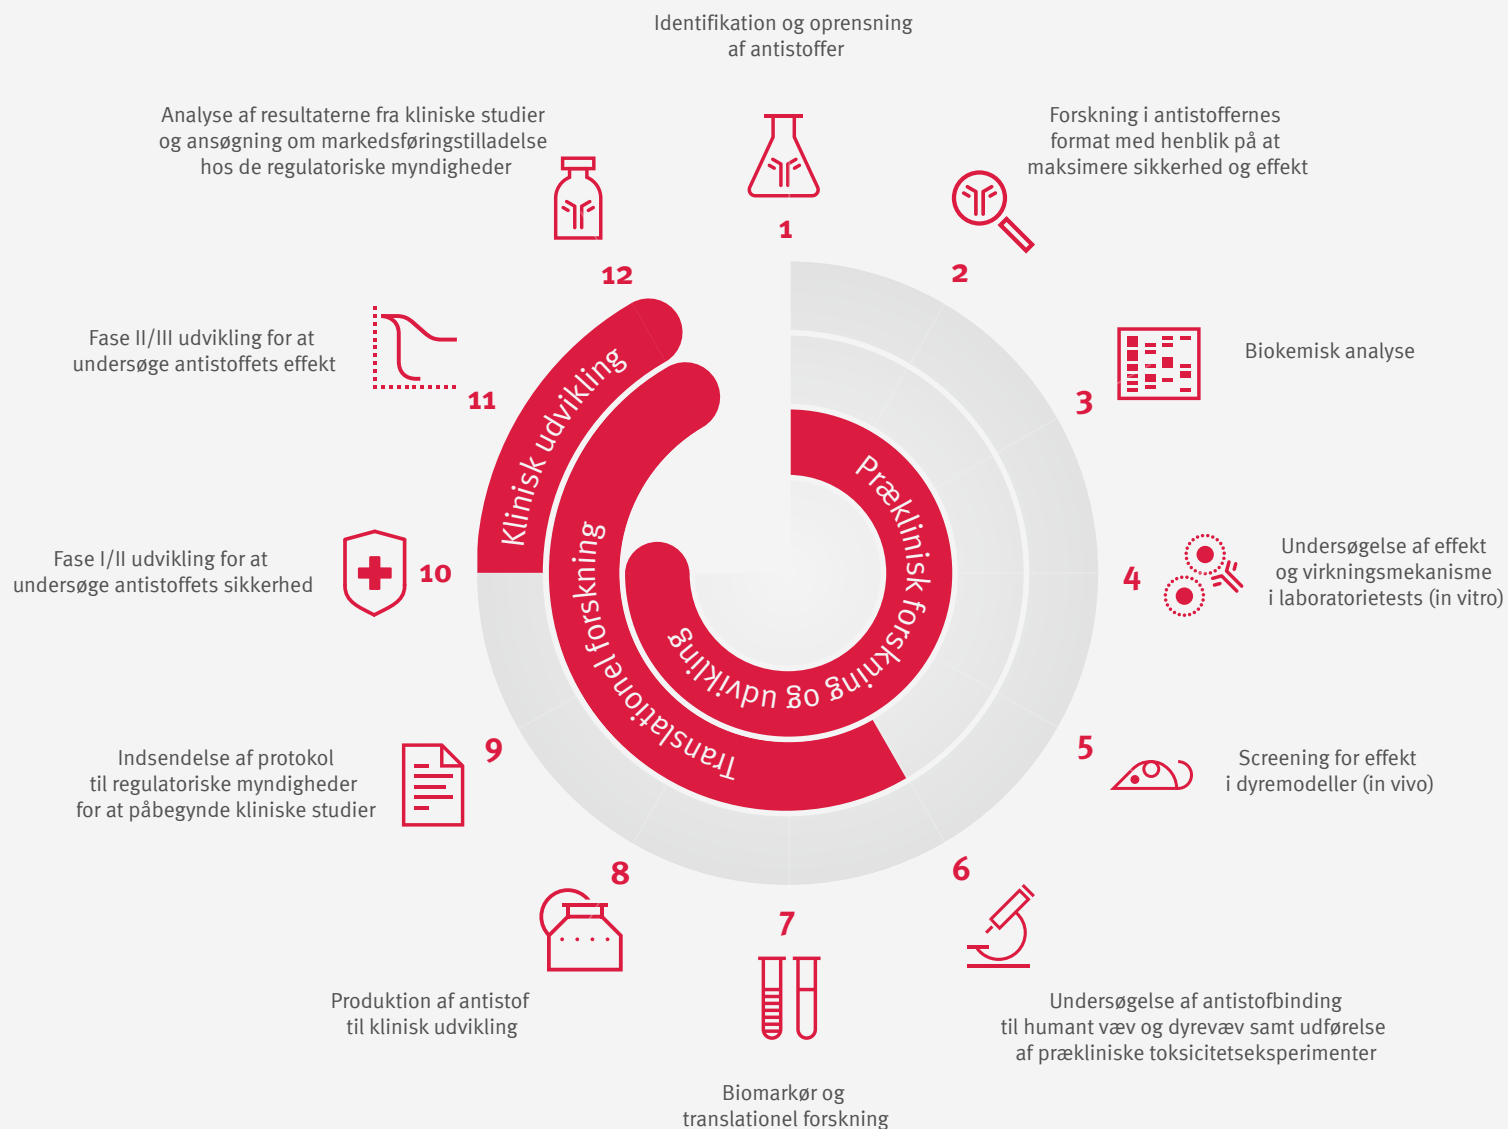 Identifikation og oprensning
af antistoffer
1
Forskning i antistoffernes
format med henblik på at
maksimere sikkerhed og effekt
2
Biokemisk analyse
3
Undersøgelse af effekt
og virkningsmekanisme
i laboratorietests (in vitro)
4
Screening for effekt
i dyremodeller (in vivo)
5
6
Undersøgelse af antistofbinding
til humant væv og dyrevæv samt udførelse
af prækliniske toksicitetseksperimenter
7
Biomarkør og
translationel forskning
8
Produktion af antistof
til klinisk udvikling
9
Indsendelse af protokol
til regulatoriske myndigheder
for at påbegynde kliniske studier
10
Fase I/II udvikling for at
undersøge antistoffets sikkerhed
11
Fase II/III udvikling for at
undersøge antistoffets effekt
12
Analyse af resultaterne fra kliniske studier
og ansøgning om markedsføringstilladelse
hos de regulatoriske myndigheder
Klinisk udvikling
Translationel forskning
Præklinisk forskning og udvikling